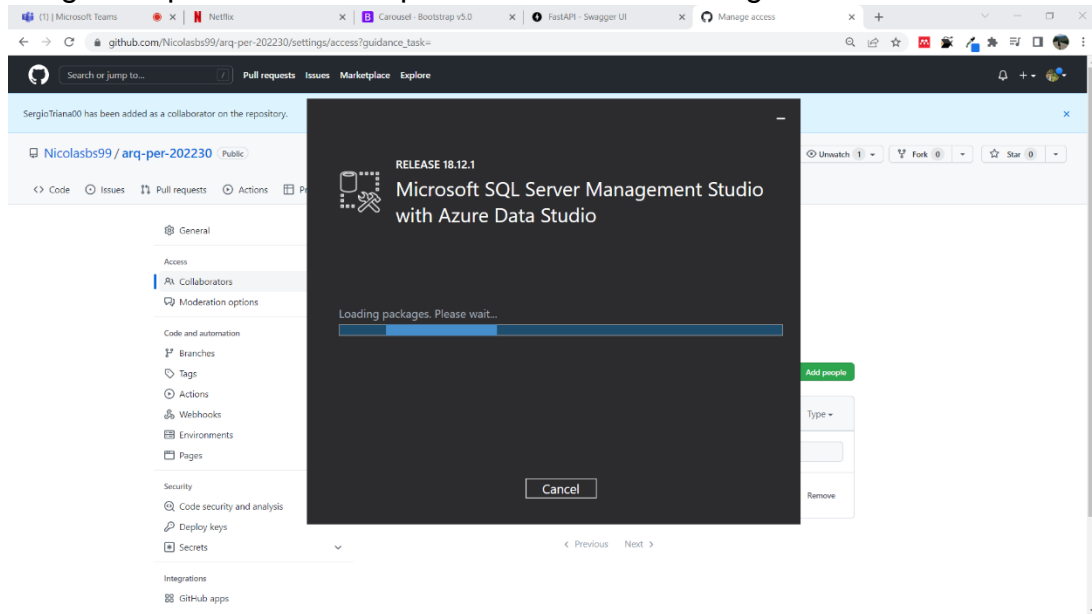 (1) | Microsoft Teams
Netflix
Carousel · Bootstrap v5.0
FastAPI - Swagger UI
Manage access
github.com/Nicolasbs99/arq-per-202230/settings/access?guidance_task=
Search or jump to...
Pull requests Issues Marketplace Explore
SergioTriana00 has been added as a collaborator on the repository.
Nicolasbs99 / arq-per-202230 Public
Unwatch 1
Fork 0
Star 0
Code Issues Pull requests Actions
RELEASE 18.12.1
Microsoft SQL Server Management Studio
with Azure Data Studio
Loading packages. Please wait...
Cancel
General
Access
Collaborators
Moderation options
Code and automation
Branches
Tags
Actions
Webhooks
Environments
Pages
Security
Code security and analysis
Deploy keys
Secrets
Integrations
GitHub apps
Add people
Type
Remove
Previous Next